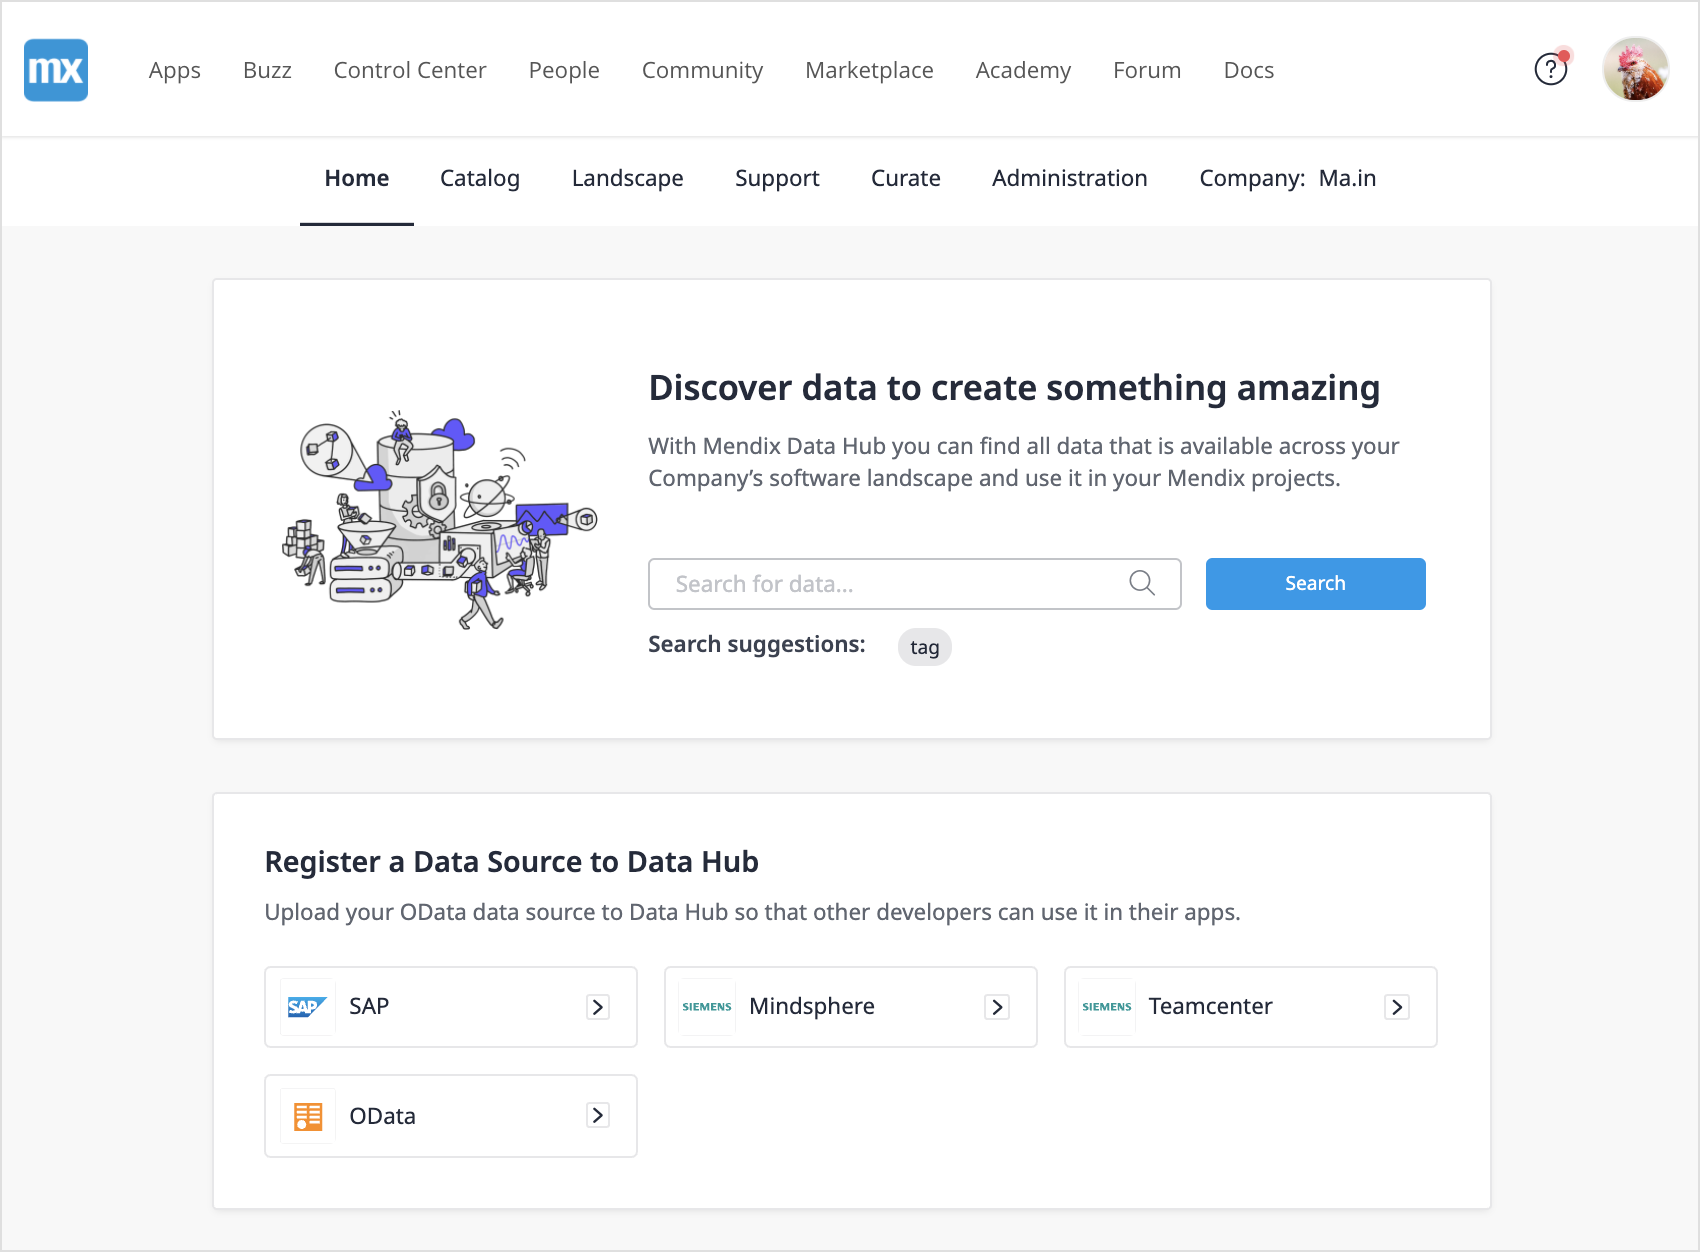 mx
Apps Buzz Control Center People Community Marketplace Academy Forum Docs
?
Home Catalog Landscape Support Curate Administration Company: Ma.in
Discover data to create something amazing
With Mendix Data Hub you can find all data that is available across your
Company’s software landscape and use it in your Mendix projects.
Search for data...
Search
Search suggestions: tag
Register a Data Source to Data Hub
Upload your OData data source to Data Hub so that other developers can use it in their apps.
SAP SAP
SIEMENS Mindsphere
SIEMENS Teamcenter
OData